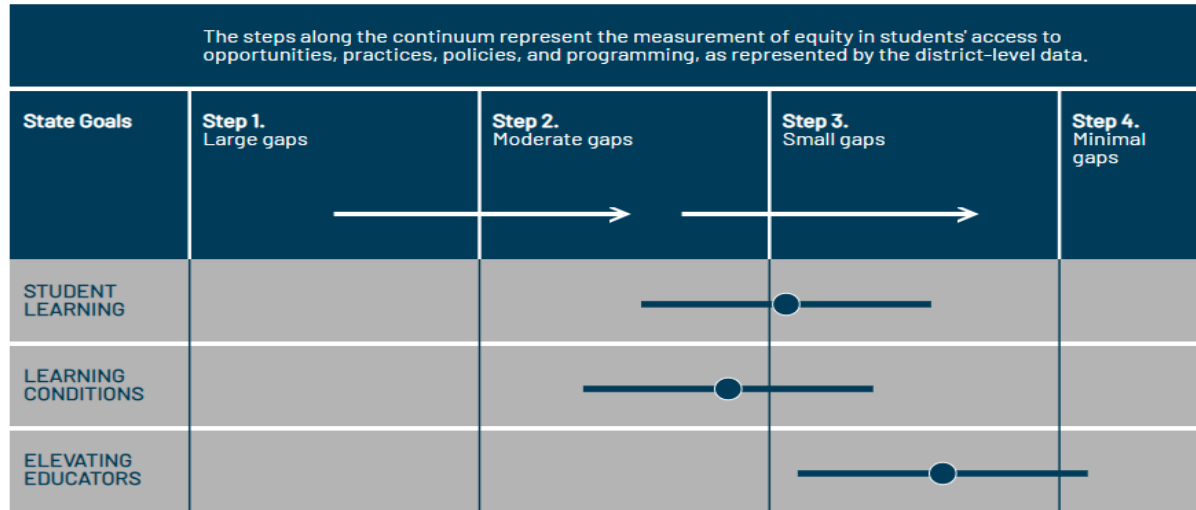 The steps along the continuum represent the measurement of equity in students' access to
opportunities, practices, policies, and programming, as represented by the district-level data.
State Goals
Step 1.
Large gaps
Step 2.
Moderate gaps
Step 3.
Small gaps
Step 4.
Minimal
gaps
STUDENT
LEARNING
LEARNING
CONDITIONS
ELEVATING
EDUCATORS